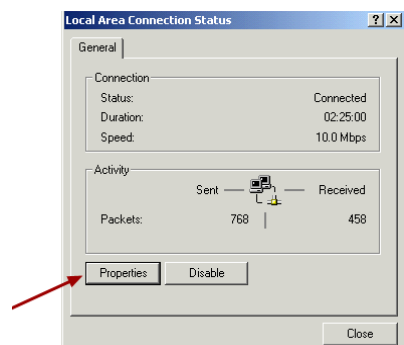 Local Area Connection Status ? X
General
Connection
Status: Connected
Duration: 02:25:00
Speed: 10.0 Mbps
Activity
Sent Received
Packets: 768 458
Properties Disable
Close